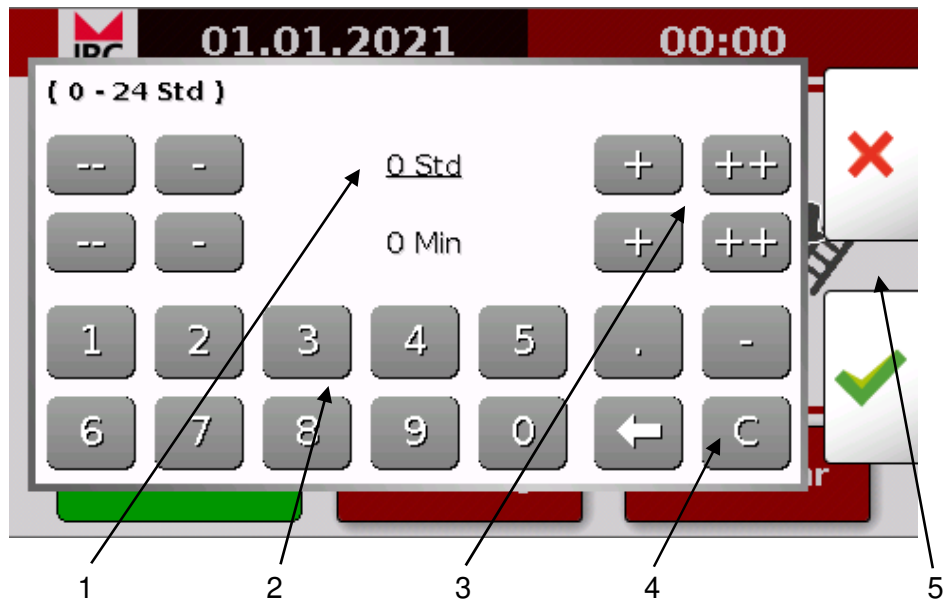 IRC 01.01.2021 00:00
( 0 - 24 Std )
-- - 0 Std + ++
-- - 0 Min + ++
1 2 3 4 5 . -
6 7 8 9 0 C
1 2 3 4 5